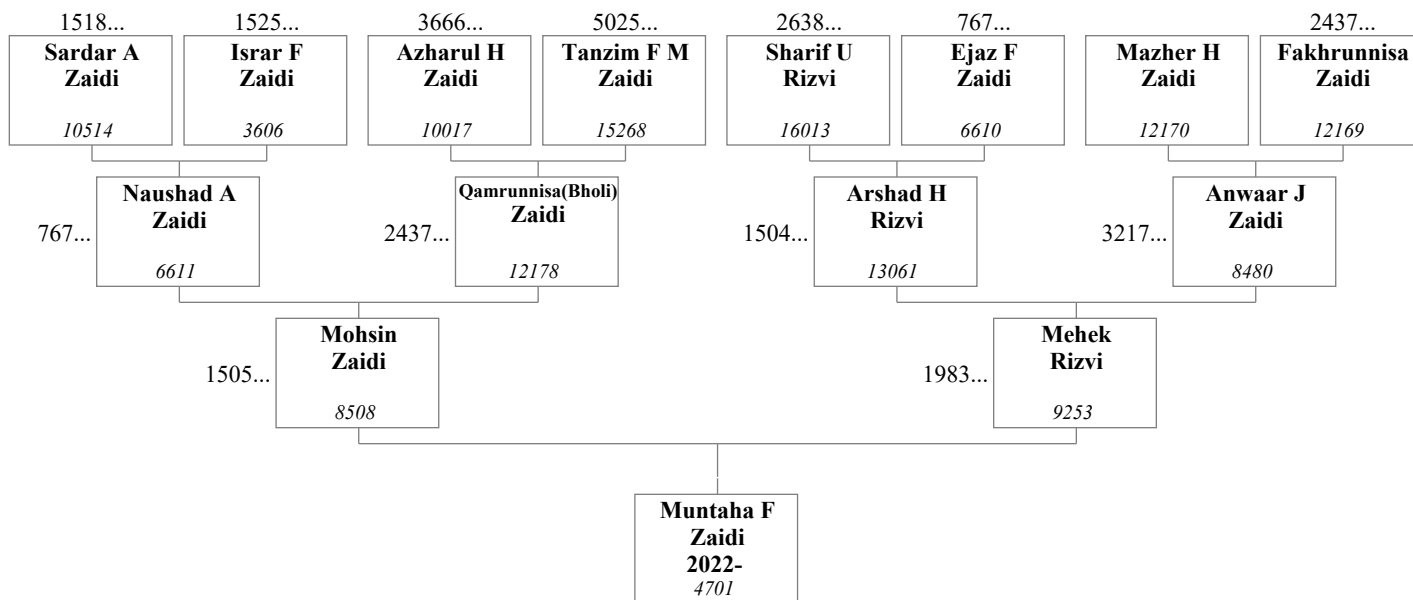 1518... 1525... 3666... 5025... 2638... 767... 2437...
Sardar A
Zaidi
10514
Israr F
Zaidi
3606
Azharul H
Zaidi
10017
Tanzim F M
Zaidi
15268
Sharif U
Rizvi
16013
Ejaz F
Zaidi
6610
Mazher H
Zaidi
12170
Fakhrunnisa
Zaidi
12169
767...
Naushad A
Zaidi
6611
2437...
Qamrunnisa(Bholi)
Zaidi
12178
1504...
Arshad H
Rizvi
13061
3217...
Anwaar J
Zaidi
8480
1505...
Mohsin
Zaidi
8508
1983...
Mehek
Rizvi
9253
Muntaha F
Zaidi
2022-
4701